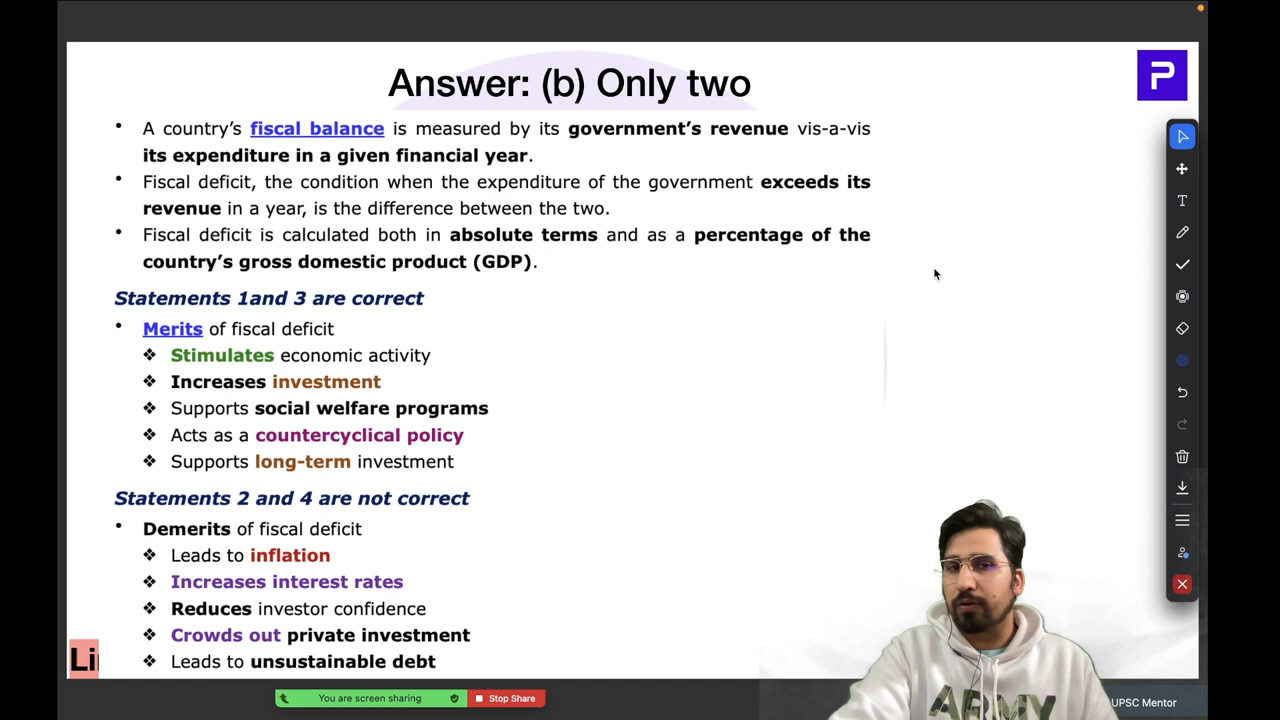 Answer: (b) Only two
• A country's fiscal balance is measured by its government's revenue vis-a-vis
its expenditure in a given financial year.
• Fiscal deficit, the condition when the expenditure of the government exceeds its
revenue in a year, is the difference between the two.
• Fiscal deficit is calculated both in absolute terms and as a percentage of the
country's gross domestic product (GDP).
Statements 1and 3 are correct
• Merits of fiscal deficit
❖ Stimulates economic activity
❖ Increases investment
❖ Supports social welfare programs
❖ Acts as a countercyclical policy
❖ Supports long-term investment
Statements 2 and 4 are not correct
• Demerits of fiscal deficit
❖ Leads to inflation
❖ Increases interest rates
❖ Reduces investor confidence
❖ Crowds out private investment
❖ Leads to unsustainable debt
Li
You are screen sharing
Stop Share
ARMY
UPSC Mentor